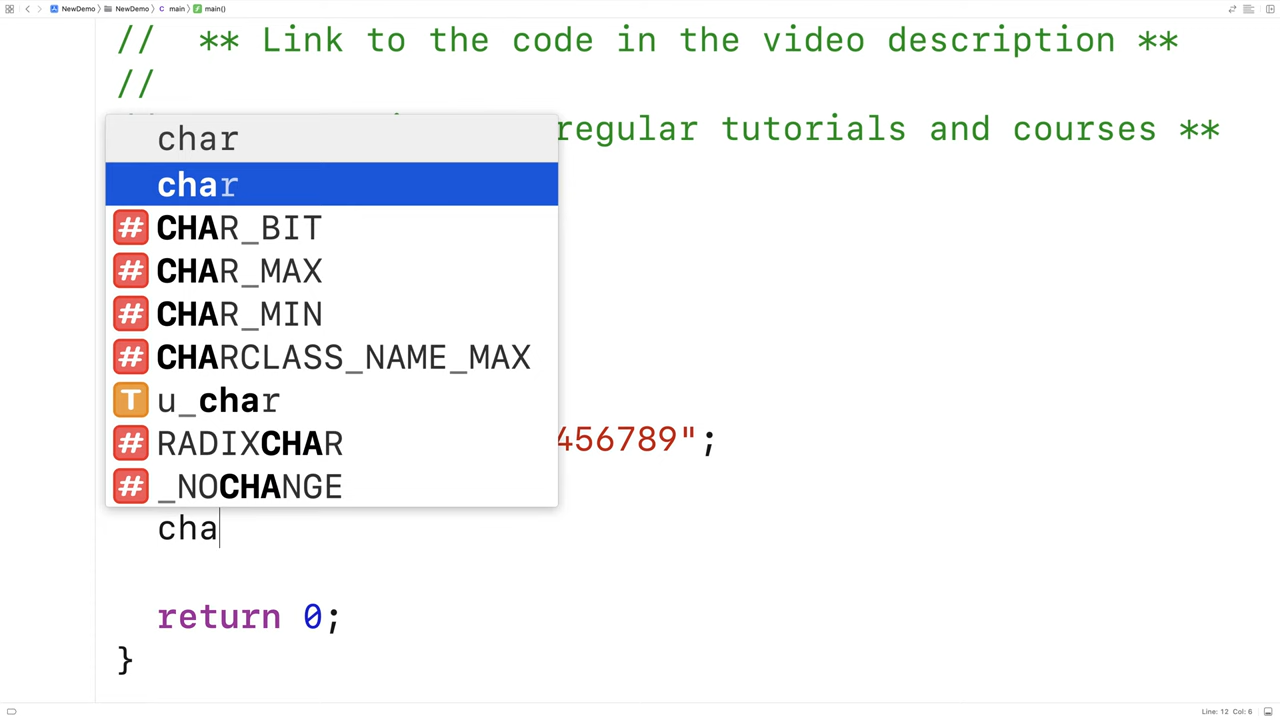 NewDemo
NewDemo
C
main
main()
// ** Link to the code in the video description **
//
regular tutorials and courses **
char
char
# CHAR_BIT
# CHAR_MAX
# CHAR_MIN
# CHARCLASS_NAME_MAX
T u_char
# RADIXCHAR
456789";
# _NOCHANGE
cha
return 0;
}
Line: 12 Col: 6